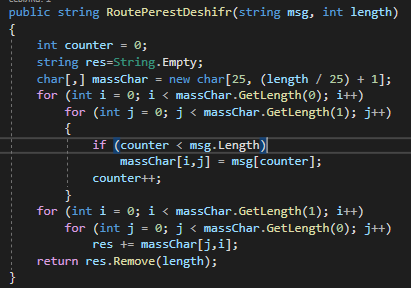 public string RoutePerestDeshifr(string msg, int length)
{
int counter = 0;
string res=String.Empty;
char[,] massChar = new char[25, (length / 25) + 1];
for (int i = 0; i < massChar.GetLength(0); i++)
for (int j = 0; j < massChar.GetLength(1); j++)
{
if (counter < msg.Length)
massChar[i,j] = msg[counter];
counter++;
}
for (int i = 0; i < massChar.GetLength(1); i++)
for (int j = 0; j < massChar.GetLength(0); j++)
res += massChar[j,i];
return res.Remove(length);
}